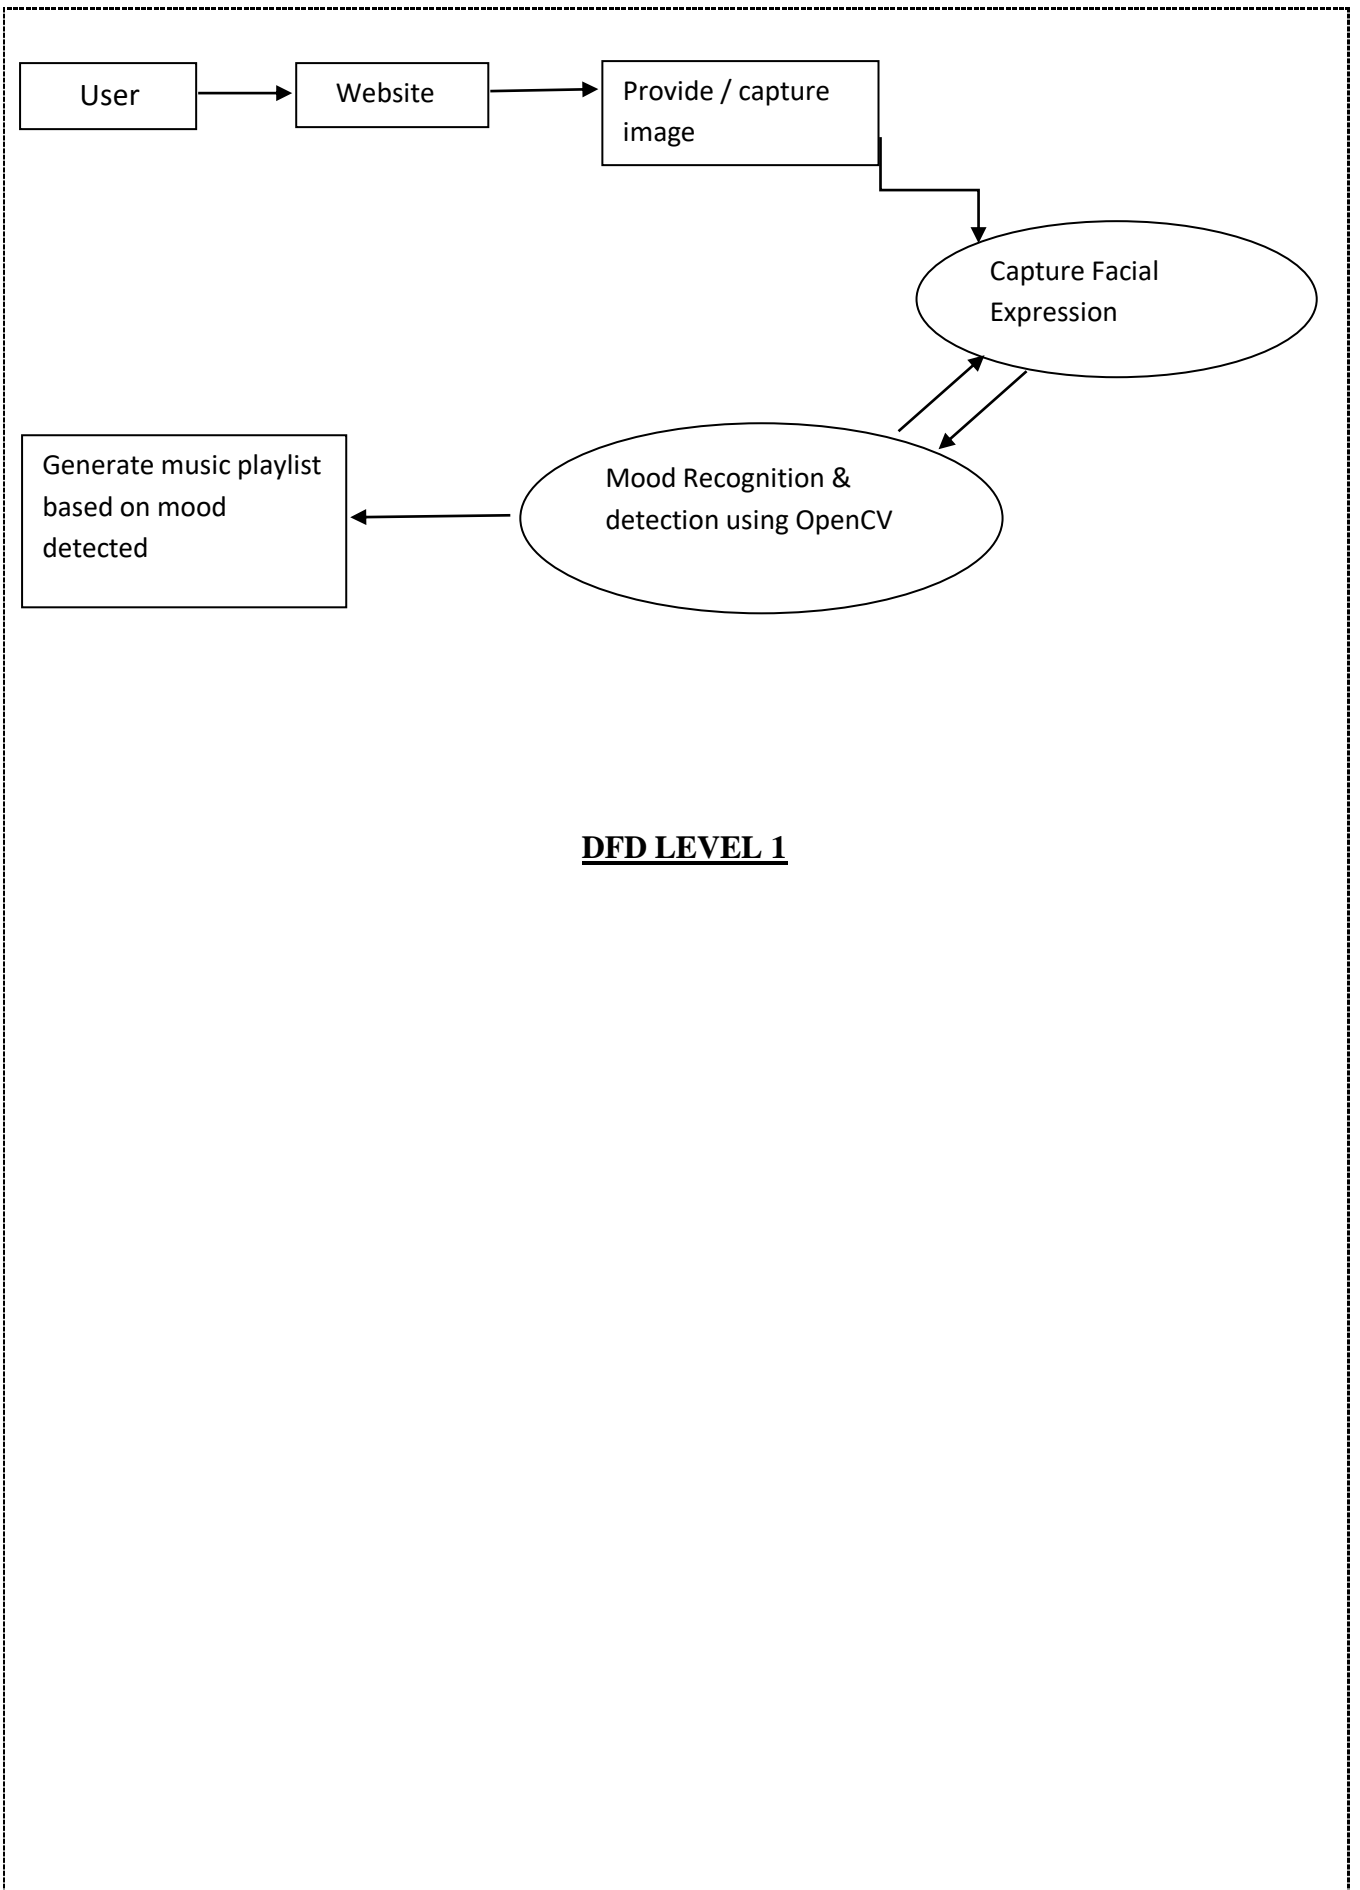 User
Website
Provide / capture
image
Capture Facial
Expression
Mood Recognition &
detection using OpenCV
Generate music playlist
based on mood
detected
DFD LEVEL 1